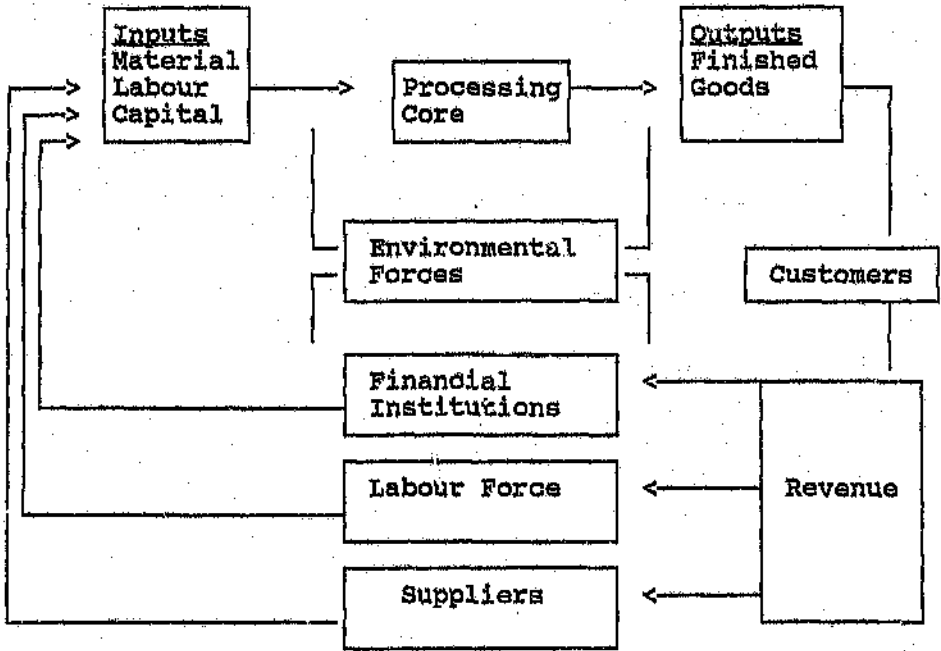 Inputs
Material
Labour
Capital
Processing
Core
Outputs
Finished
Goods
Environmental
Forces
Customers
Financial
Institutions
Labour Force
Revenue
Suppliers